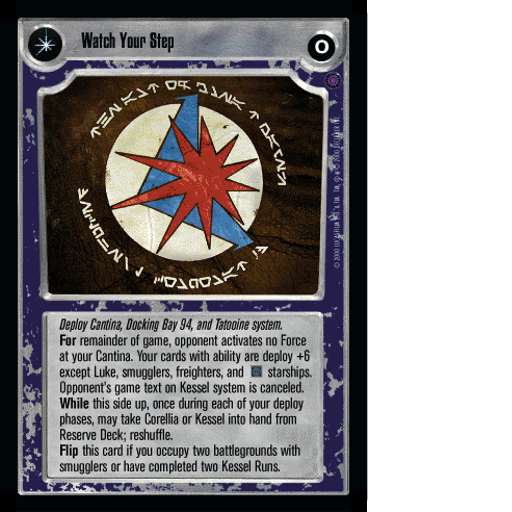 Watch Your Step
0
Deploy Cantina, Docking Bay 94, and Tatooine system.
For remainder of game, opponent activates no Force
at your Cantina. Your cards with ability are deploy +6
except Luke, smugglers, freighters, and starships.
Opponent's game text on Kessel system is canceled.
While this side up, once during each of your deploy
phases, may take Corellia or Kessel into hand from
Reserve Deck; reshuffle.
Flip this card if you occupy two battlegrounds with
smugglers or have completed two Kessel Runs.